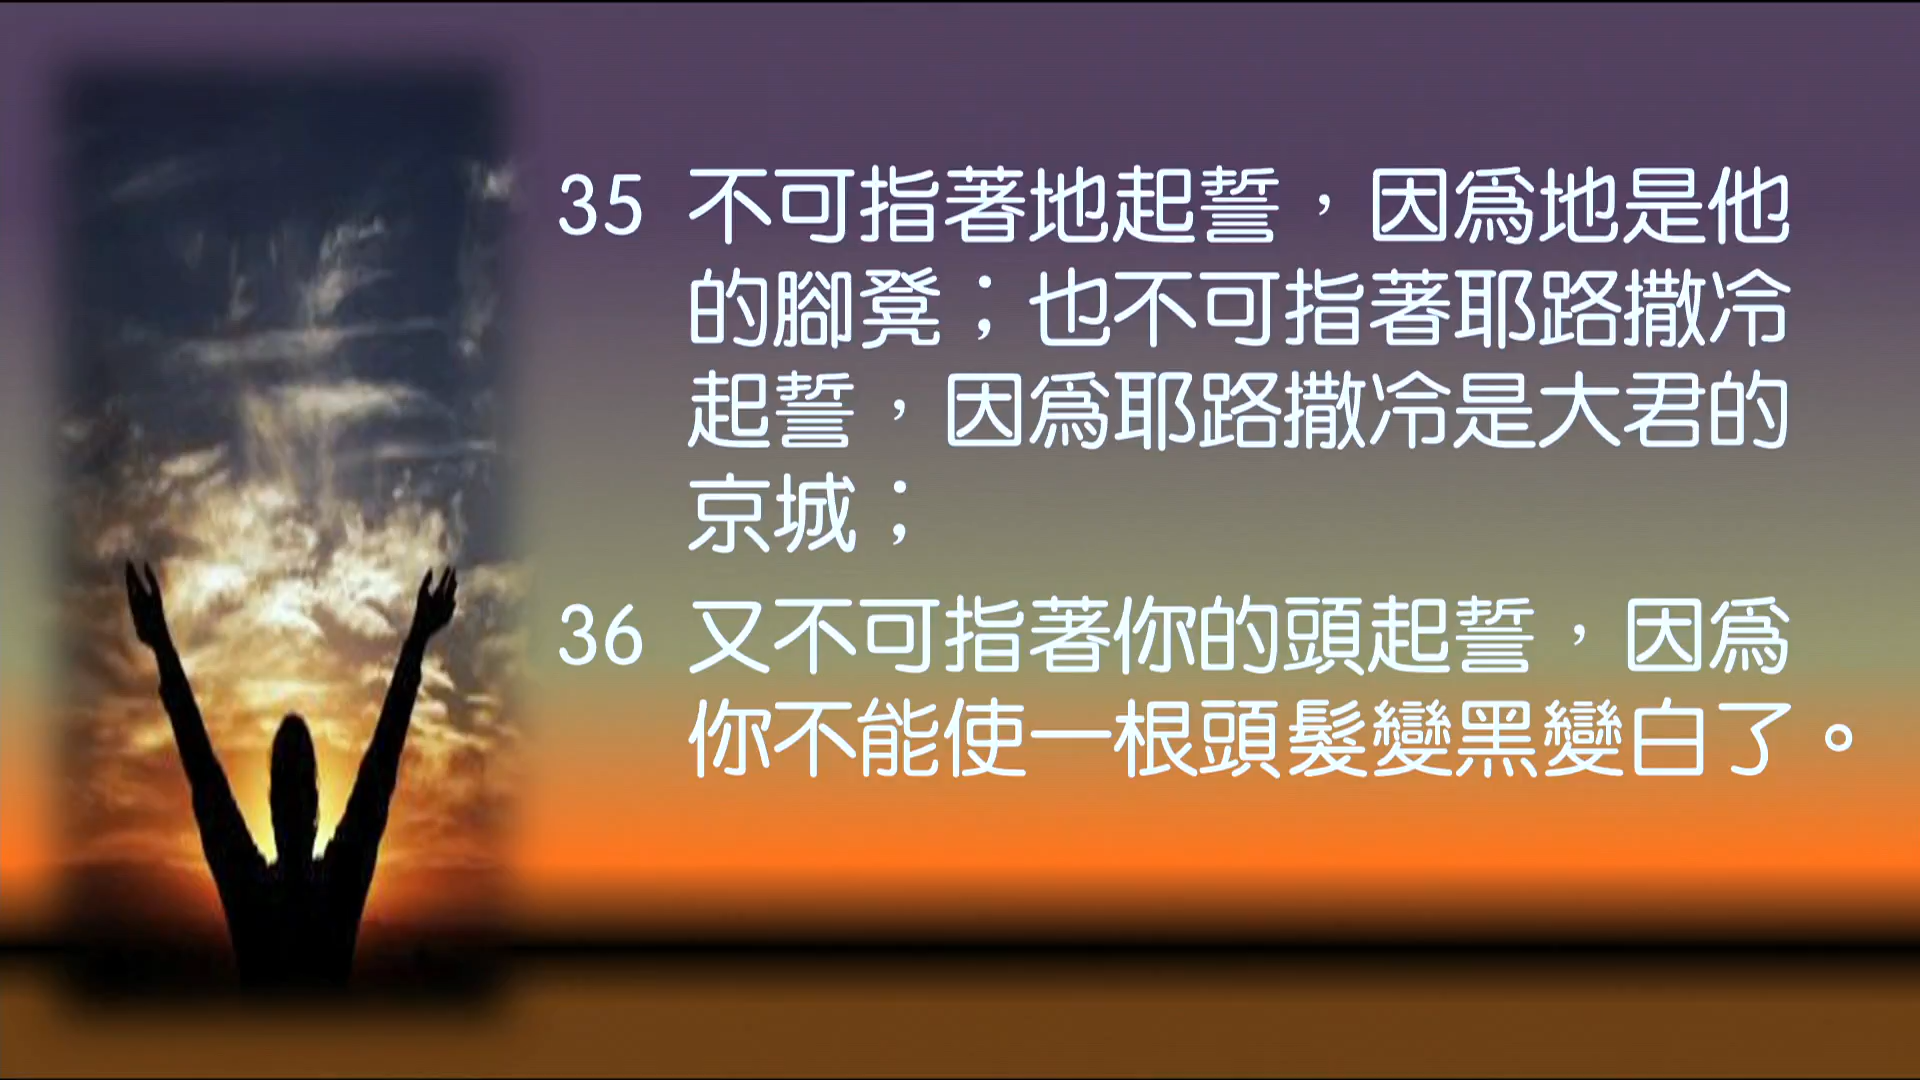 35 不可指著地起誓，因爲地是他
的腳凳；也不可指著耶路撒冷
起誓，因爲耶路撒冷是大君的
京城；
36 又不可指著你的頭起誓，因爲
你不能使一根頭髮變黑變白了。